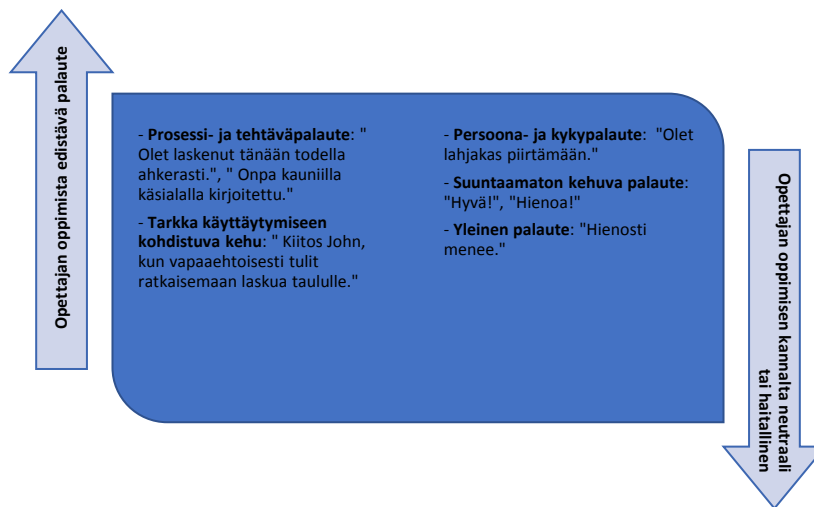 Opettajan oppimista edistävä palaute
- Prosessi- ja tehtäväpalaute: "
Olet laskenut tänään todella
ahkerasti.", " Onpa kauniilla
käsialalla kirjoitettu."
- Tarkka käyttäytymiseen
kohdistuva kehu: " Kiitos John,
kun vapaaehtoisesti tulit
ratkaisemaan laskua taululle."
- Persoona- ja kykypalaute:  "Olet
lahjakas piirtämään."
- Suuntaamaton kehuva palaute:
"Hyvä!", "Hienoa!"
- Yleinen palaute: "Hienosti
menee."
Opettajan oppimisen kannalta neutraali
tai haitallinen